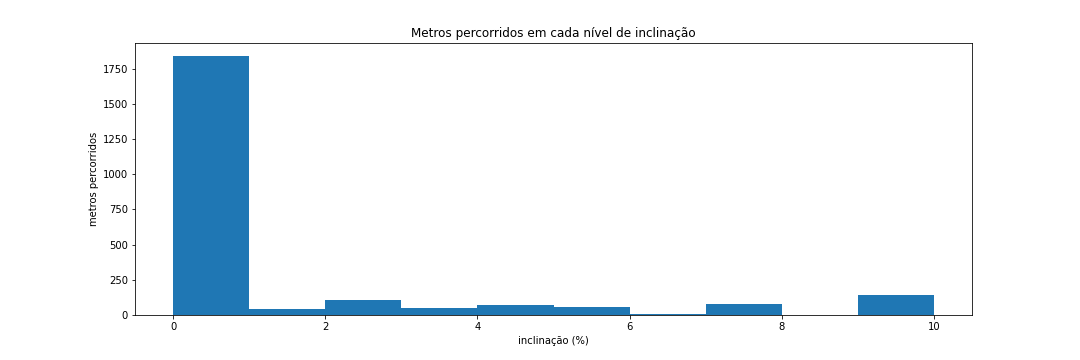 Metros percorridos em cada nível de inclinação
metros percorridos
1750
1500
1250
1000
750
500
250
0
0 2 4 6 8 10
inclinação (%)